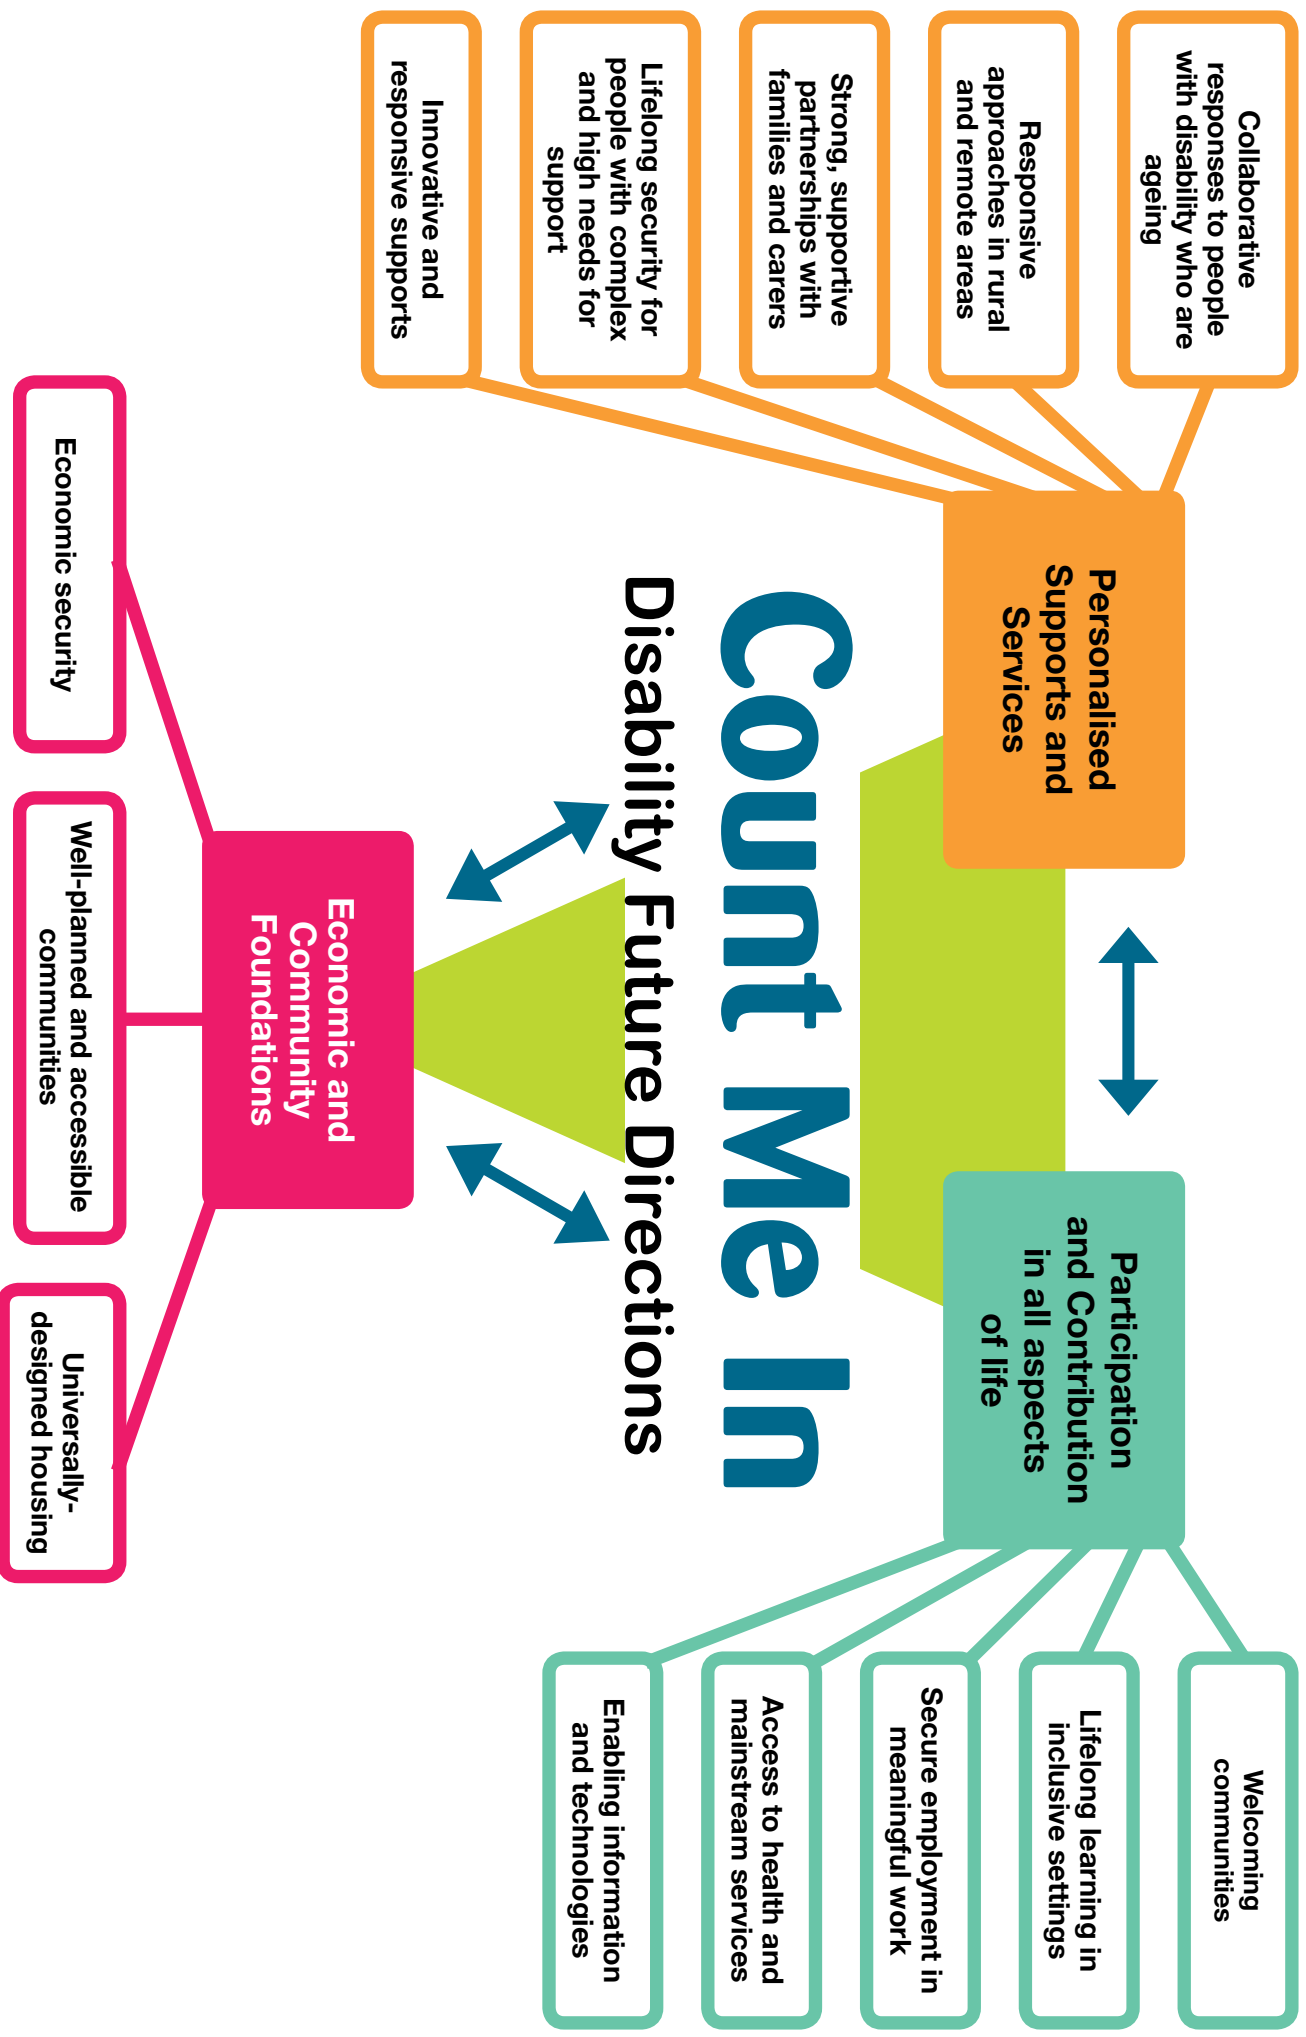 Collaborative
responses to people
with disability who are
ageing
Responsive
approaches in rural
and remote areas
Strong, supportive
partnerships with
families and carers
Lifelong security for
people with complex
and high needs for
support
Innovative and
responsive supports
Personalised
Supports and
Services
Participation
and Contribution
in all aspects
of life
Welcoming
communities
Lifelong learning in
inclusive settings
Secure employment in
meaningful work
Access to health and
mainstream services
Enabling information
and technologies
Count Me In
Disability Future Directions
Economic and
Community
Foundations
Economic security
Well-planned and accessible
communities
Universally-
designed housing